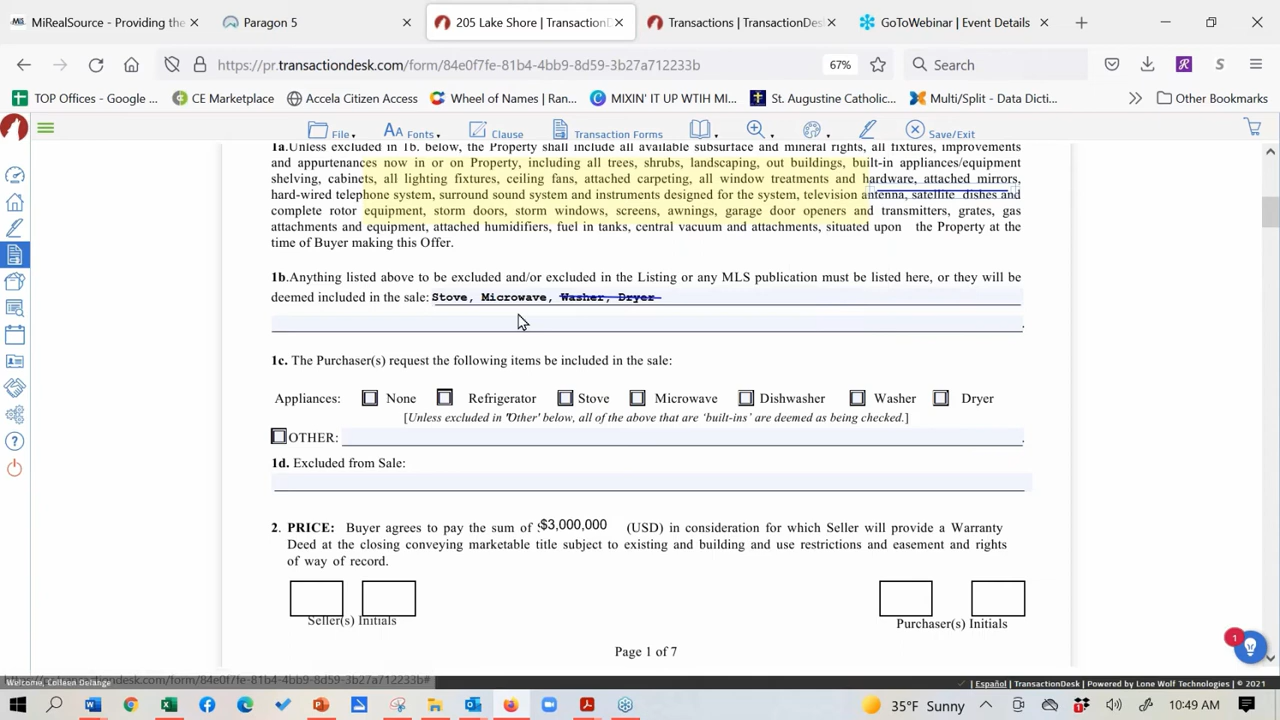 MiRealSource - Providing the
Paragon 5
205 Lake Shore | TransactionD
Transactions | TransactionDesk
GoToWebinar | Event Details
https://pr.transactiondesk.com/form/84e0f7fe-81b4-4bb9-8d59-3b27a712233b
67%
Search
TOP Offices - Google ...
CE Marketplace
Accela Citizen Access
Wheel of Names | Ran...
MIXIN' IT UP WTIH MI...
St. Augustine Catholic...
Multi/Split - Data Dicti...
Other Bookmarks
File
Fonts
Clause
Transaction Forms
Save/Exit
1a.Unless excluded in 1b. below, the Property shall include all available subsurface and mineral rights, all fixtures, improvements
and appurtenances now in or on Property, including all trees, shrubs, landscaping, out buildings, built-in appliances/equipment
shelving, cabinets, all lighting fixtures, ceiling fans, attached carpeting, all window treatments and hardware, attached mirrors,
hard-wired telephone system, surround sound system and instruments designed for the system, television antenna, satellite dishes and
complete rotor equipment, storm doors, storm windows, screens, awnings, garage door openers and transmitters, grates, gas
attachments and equipment, attached humidifiers, fuel in tanks, central vacuum and attachments, situated upon the Property at the
time of Buyer making this Offer.
1b.Anything listed above to be excluded and/or excluded in the Listing or any MLS publication must be listed here, or they will be
deemed included in the sale: Stove, Microwave, Washer, Dryer
.
1c. The Purchaser(s) request the following items be included in the sale:
Appliances: None Refrigerator Stove Microwave Dishwasher Washer Dryer
[Unless excluded in 'Other' below, all of the above that are 'built-ins' are deemed as being checked.]
OTHER: .
1d. Excluded from Sale:
2. PRICE: Buyer agrees to pay the sum of $3,000,000 (USD) in consideration for which Seller will provide a Warranty
Deed at the closing conveying marketable title subject to existing and building and use restrictions and easement and rights
of way of record.
Seller(s) Initials
Purchaser(s) Initials
Page 1 of 7
1
Welcome, Colleen DeLange
Español | TransactionDesk | Powered by Lone Wolf Technologies | © 2021
35°F Sunny
10:49 AM